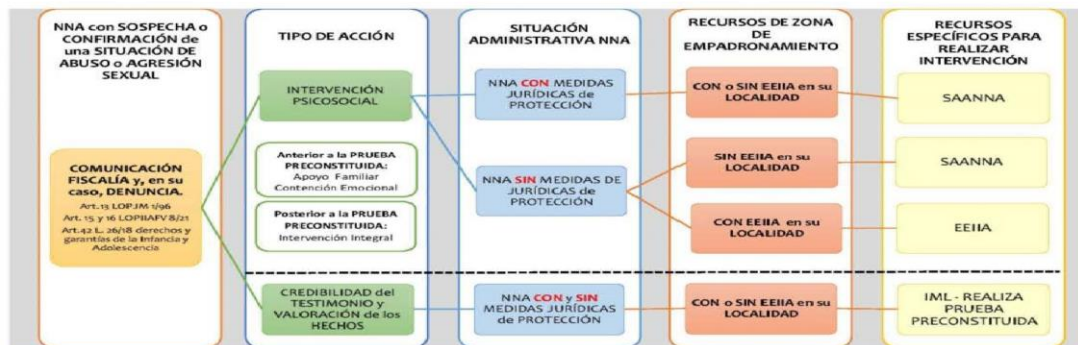 NNA con SOSPECHA o
CONFIRMACIÓN de
una SITUACIÓN DE
ABUSO o AGRESIÓN
SEXUAL
COMUNICACIÓN
FISCALÍA y, en su
caso, DENUNCIA.
Art. 13 LOPJM 1/96
Art. 15 y 16 LOPIIAFV 8/21
Art.42 L. 26/18 derechos y
garantías de la Infancia y
Adolescencia
TIPO DE ACCIÓN
INTERVENCIÓN
PSICOSOCIAL
Anterior a la PRUEBA
PRECONSTITUIDA:
Apoyo Familiar
Contención Emocional
Posterior a la PRUEBA
PRECONSTITUIDA:
Intervención Integral
CREDIBILIDAD del
TESTIMONIO y
VALORACIÓN de los
HECHOS
SITUACIÓN
ADMINISTRATIVA NNA
NNA CON MEDIDAS
JURÍDICAS de
PROTECCIÓN
NNA SIN MEDIDAS DE
JURÍDICAS de
PROTECCIÓN
NNA CON y SIN
MEDIDAS JURÍDICAS
de PROTECCIÓN
RECURSOS DE ZONA
DE
EMPADRONAMIENTO
CON o SIN EEIIA en su
LOCALIDAD
SIN EEIIA en su
LOCALIDAD
CON EEIIA en su
LOCALIDAD
CON o SIN EEIIA en su
LOCALIDAD
RECURSOS
ESPECÍFICOS PARA
REALIZAR
INTERVENCIÓN
SAANNA
SAANNA
EEIIA
IML - REALIZA
PRUEBA
PRECONSTITUIDA